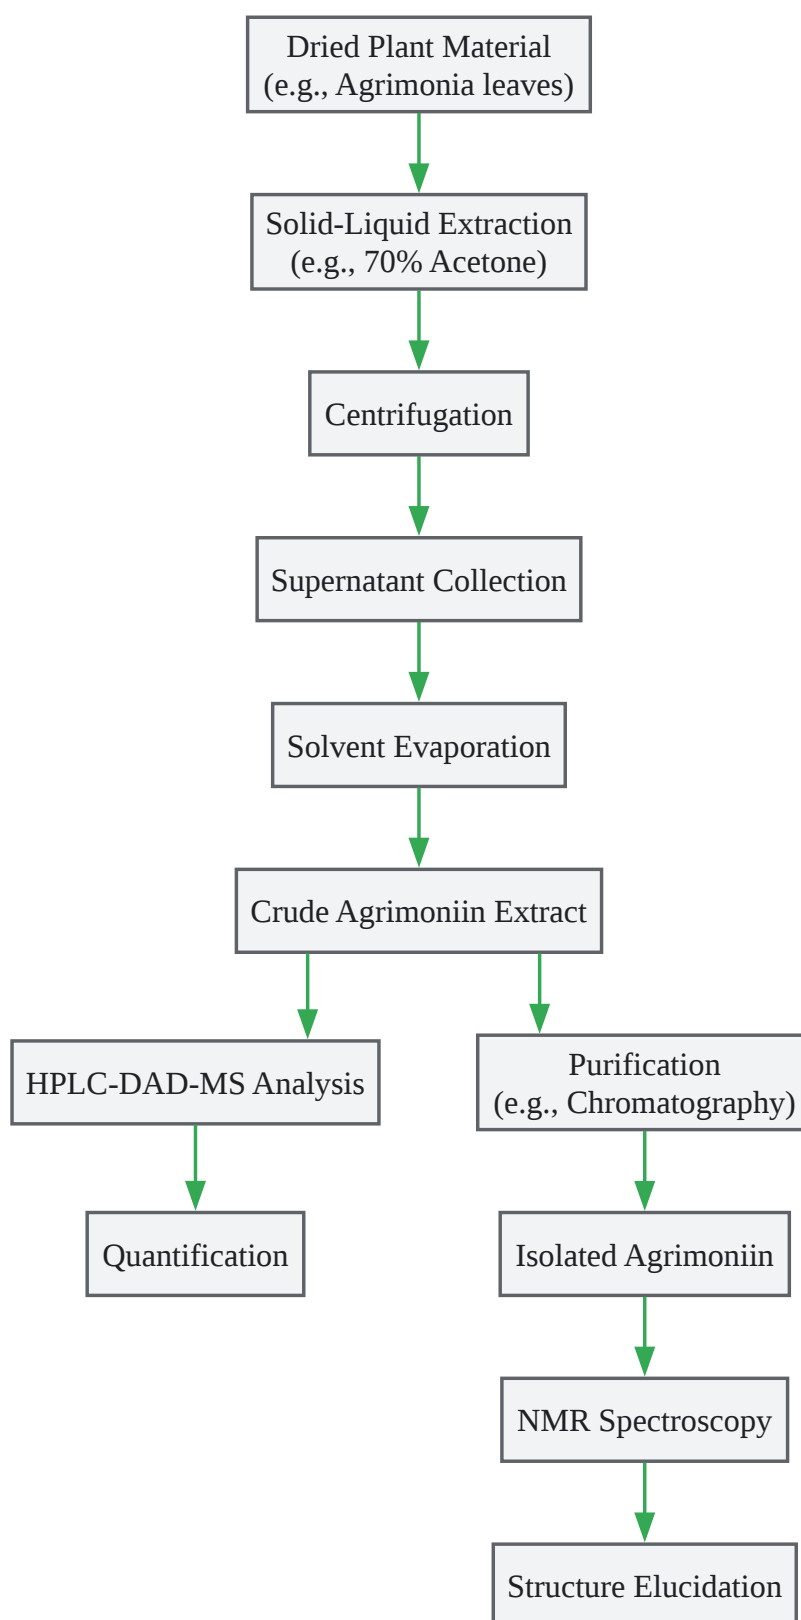 Dried Plant Material
(e.g., Agrimonia leaves)
Solid-Liquid Extraction
(e.g., 70% Acetone)
Centrifugation
Supernatant Collection
Solvent Evaporation
Crude Agrimoniin Extract
HPLC-DAD-MS Analysis
Purification
(e.g., Chromatography)
Quantification
Isolated Agrimoniin
NMR Spectroscopy
Structure Elucidation